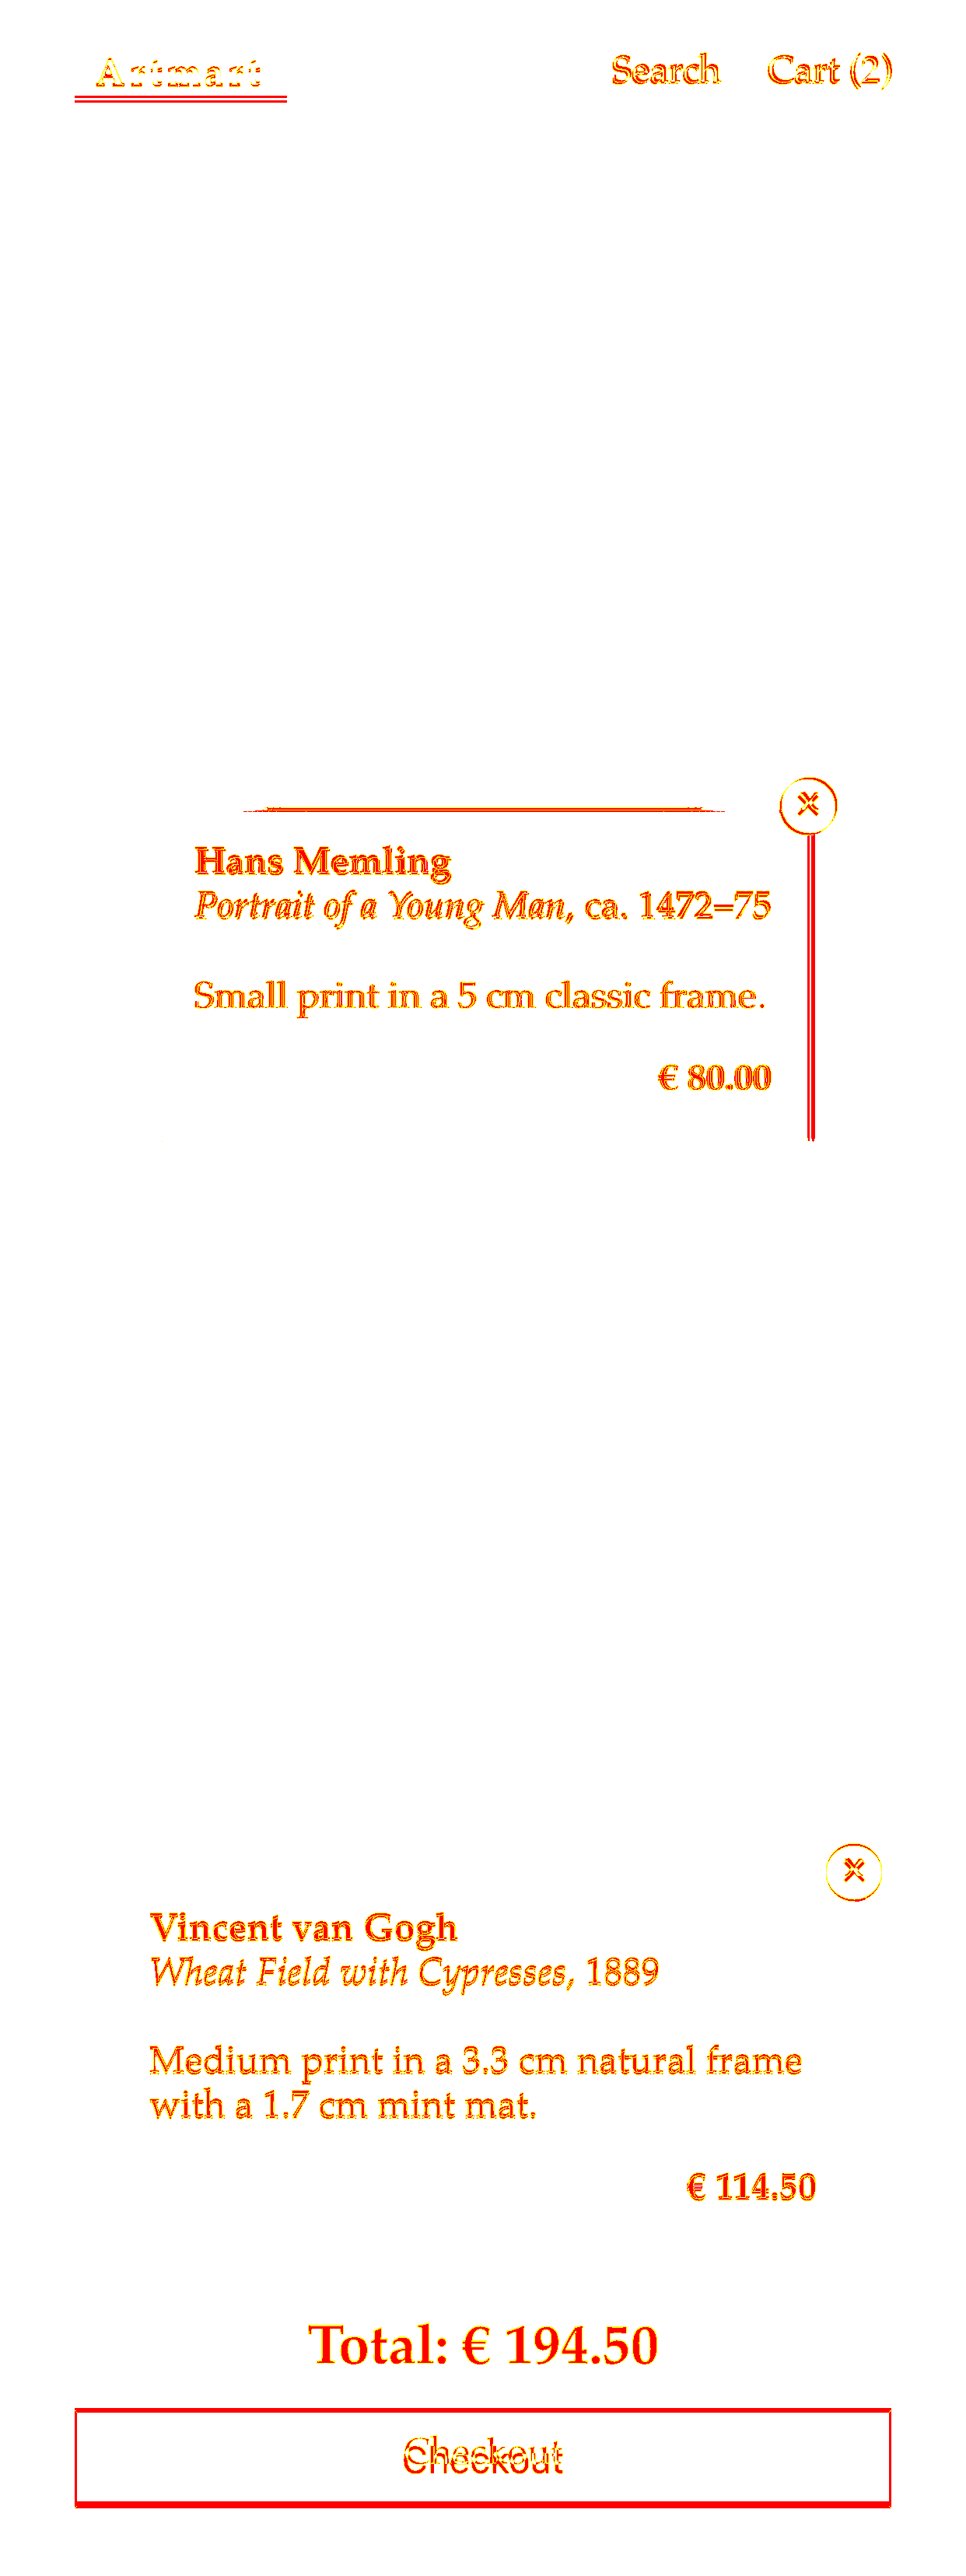 Artmart
Search Cart (2)
Hans Memling
Portrait of a Young Man, ca. 1472–75
Small print in a 5 cm classic frame.
€ 80.00
Vincent van Gogh
Wheat Field with Cypresses, 1889
Medium print in a 3.3 cm natural frame
with a 1.7 cm mint mat.
€ 114.50
Total: € 194.50
Checkout